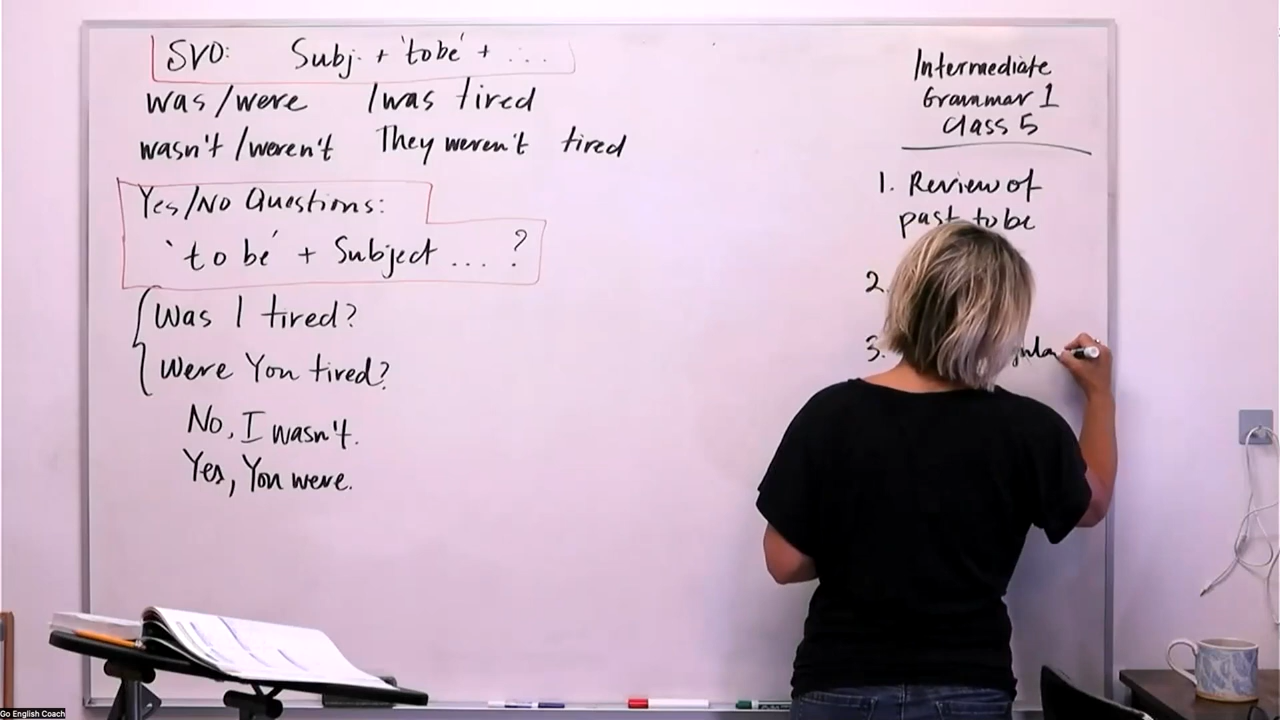 SVO: Subj. + 'to be' + ...
was/were I was tired
wasn't/weren't They weren't tired
Yes/No Questions:
'to be' + Subject ... ?
Was I tired?
Were You tired?
No, I wasn't.
Yes, You were.
Intermediate
Grammar 1
Class 5
1. Review of
past to be
2.
3.
Go English Coach